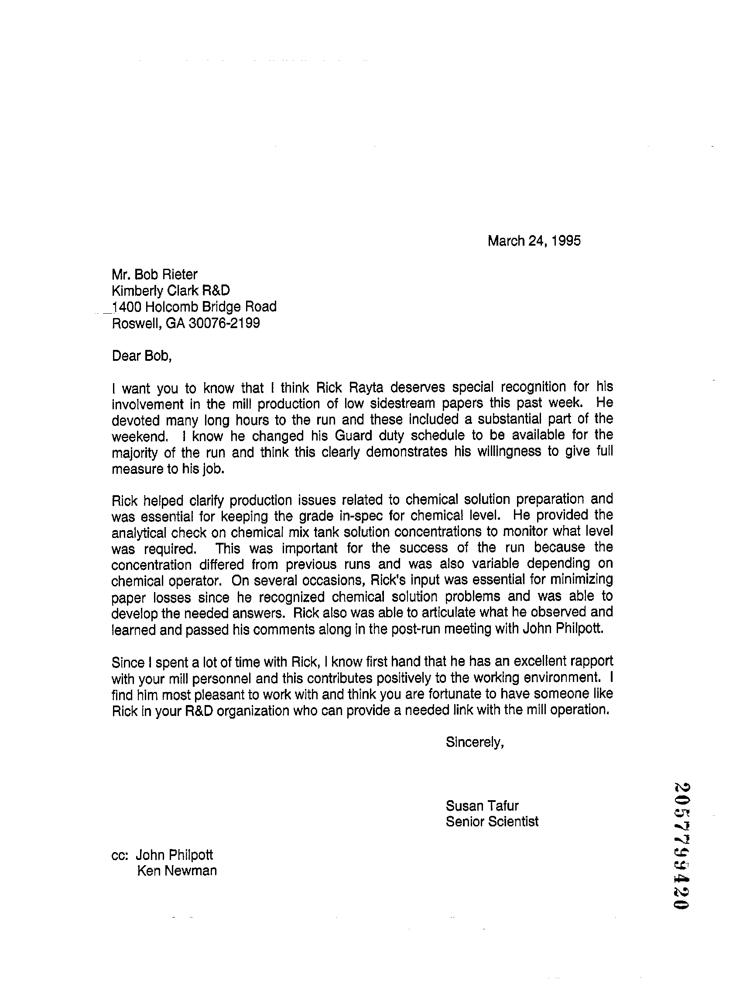 March 24, 1995
Mr. Bob Rieter
Kimberly Clark R&D
1400 Holcomb Bridge Road
Roswell, GA 30076-2199
Dear Bob,
I want you to know that I think Rick Rayta deserves special recognition for his
involvement in the mill production of low sidestream papers this past week. He
devoted many long hours to the run and these included a substantial part of the
weekend. I know he changed his Guard duty schedule to be available for the
majority of the run and think this clearly demonstrates his willingness to give full
measure to his job.
Rick helped clarify production issues related to chemical solution preparation and
was essential for keeping the grade in-spec for chemical level. He provided the
analytical check on chemical mix tank solution concentrations to monitor what level
was required. This was important for the success of the run because the
concentration differed from previous runs and was also variable depending on
chemical operator. On several occasions, Rick's input was essential for minimizing
paper losses since he recognized chemical solution problems and was able to
develop the needed answers. Rick also was able to articulate what he observed and
learned and passed his comments along in the post-run meeting with John Philpott.
Since I spent a lot of time with Rick, I know first hand that he has an excellent rapport
with your mill personnel and this contributes positively to the working environment. I
find him most pleasant to work with and think you are fortunate to have someone like
Rick in your R&D organization who can provide a needed link with the mill operation.
Sincerely,
Susan Tafur
Senior Scientist
cc: John Philpott
Ken Newman
2057799420